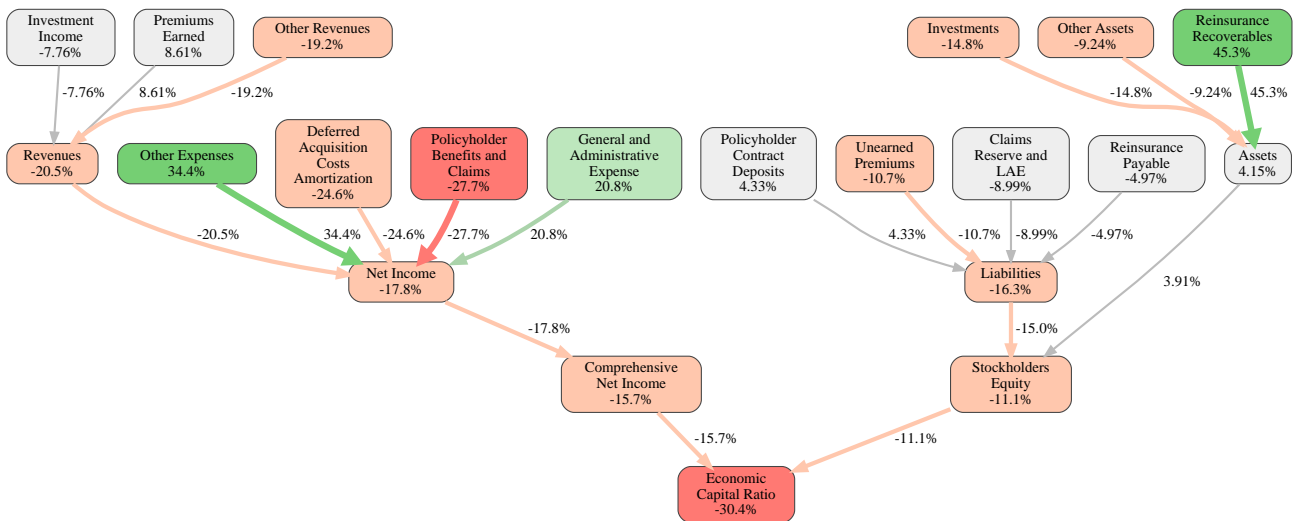 Investment
Income
-7.76%
Premiums
Earned
8.61%
Other Revenues
-19.2%
Investments
-14.8%
Other Assets
-9.24%
Reinsurance
Recoverables
45.3%
-7.76%
8.61%
-19.2%
-14.8%
-9.24%
45.3%
Revenues
-20.5%
Other Expenses
34.4%
Deferred
Acquisition
Costs
Amortization
-24.6%
Policyholder
Benefits and
Claims
-27.7%
General and
Administrative
Expense
20.8%
Policyholder
Contract
Deposits
4.33%
Unearned
Premiums
-10.7%
Claims
Reserve and
LAE
-8.99%
Reinsurance
Payable
-4.97%
Assets
4.15%
-20.5%
34.4%
-24.6%
-27.7%
20.8%
4.33%
-10.7%
-8.99%
-4.97%
3.91%
Net Income
-17.8%
Liabilities
-16.3%
-17.8%
-15.0%
Comprehensive
Net Income
-15.7%
Stockholders
Equity
-11.1%
-15.7%
-11.1%
Economic
Capital Ratio
-30.4%